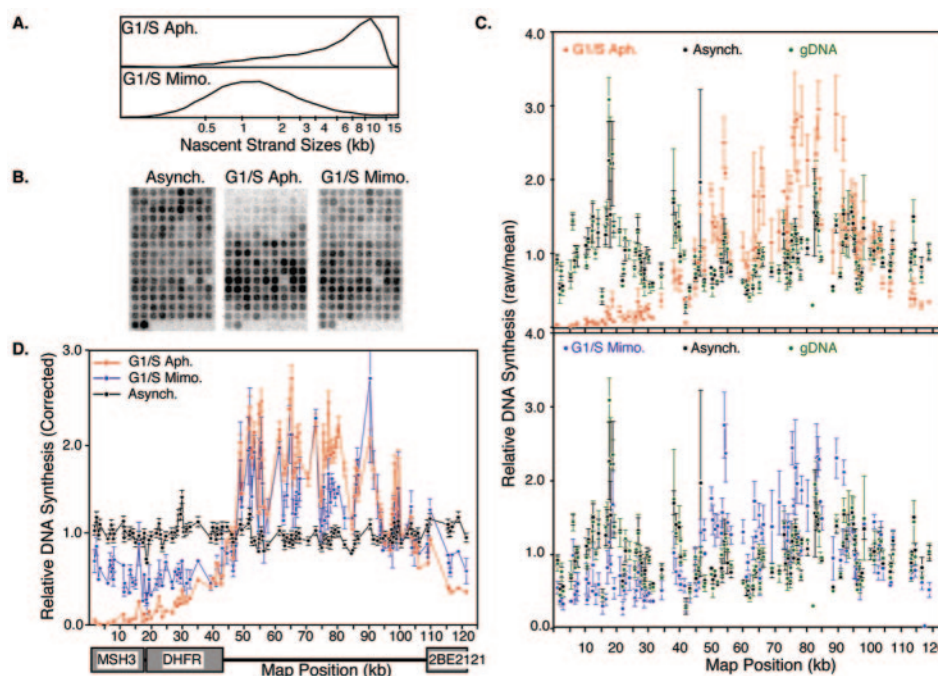 A.
G1/S Aph.
G1/S Mimo.
0.5 1 2 3 4 6 8 10 15
Nascent Strand Sizes (kb)
B.
Asynch. G1/S Aph. G1/S Mimo.
C.
4.0
G1/S Aph. Asynch. gDNA
3.0
2.0
1.0
4.0
G1/S Mimo. Asynch. gDNA
3.0
2.0
1.0
0.0
Relative DNA Synthesis (raw/mean)
0 10 20 30 40 50 60 70 80 90 100 110 120
Map Position (kb)
D.
3.0
G1/S Aph.
G1/S Mimo.
Asynch.
2.0
1.0
0.0
Relative DNA Synthesis (Corrected)
10 20 30 40 50 60 70 80 90 100 110 120
MSH3 DHFR Map Position (kb) 2BE2121